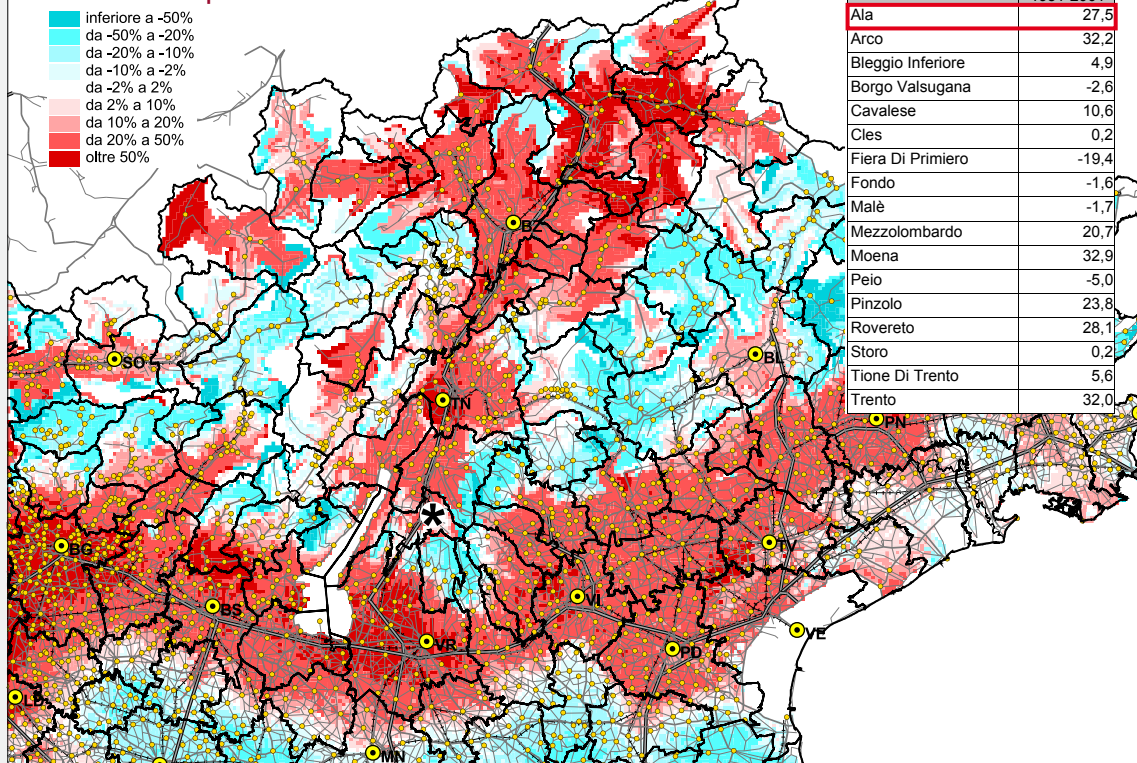 inferiore a -50%
da -50% a -20%
da -20% a -10%
da -10% a -2%
da -2% a 2%
da 2% a 10%
da 10% a 20%
da 20% a 50%
oltre 50%
Ala 27,5
Arco 32,2
Bleggio Inferiore 4,9
Borgo Valsugana -2,6
Cavalese 10,6
Cles 0,2
Fiera Di Primiero -19,4
Fondo -1,6
Malè -1,7
Mezzolombardo 20,7
Moena 32,9
Peio -5,0
Pinzolo 23,8
Rovereto 28,1
Storo 0,2
Tione Di Trento 5,6
Trento 32,0
BZ
SO
BL
TN
PN
*
BG
BS
VI
VE
VR
PD
MN